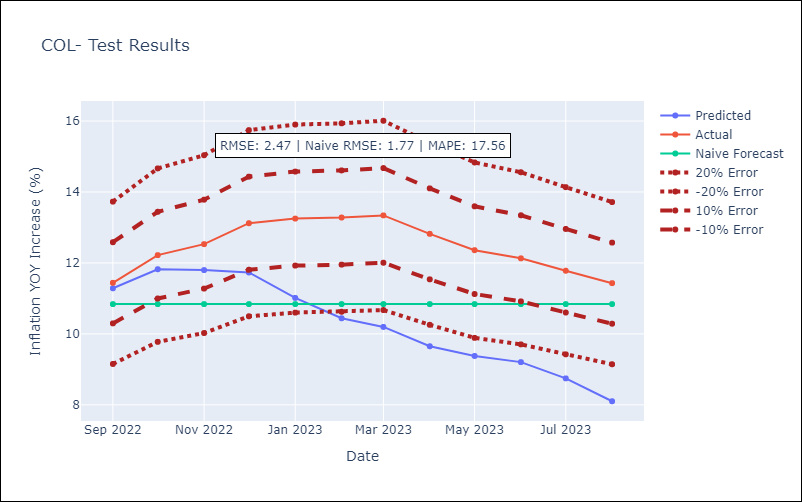 COL- Test Results
RMSE: 2.47 | Naive RMSE: 1.77 | MAPE: 17.56
Predicted
Actual
Naive Forecast
20% Error
-20% Error
10% Error
-10% Error
Inflation YOY Increase (%)
16
14
12
10
8
Sep 2022
Nov 2022
Jan 2023
Mar 2023
May 2023
Jul 2023
Date